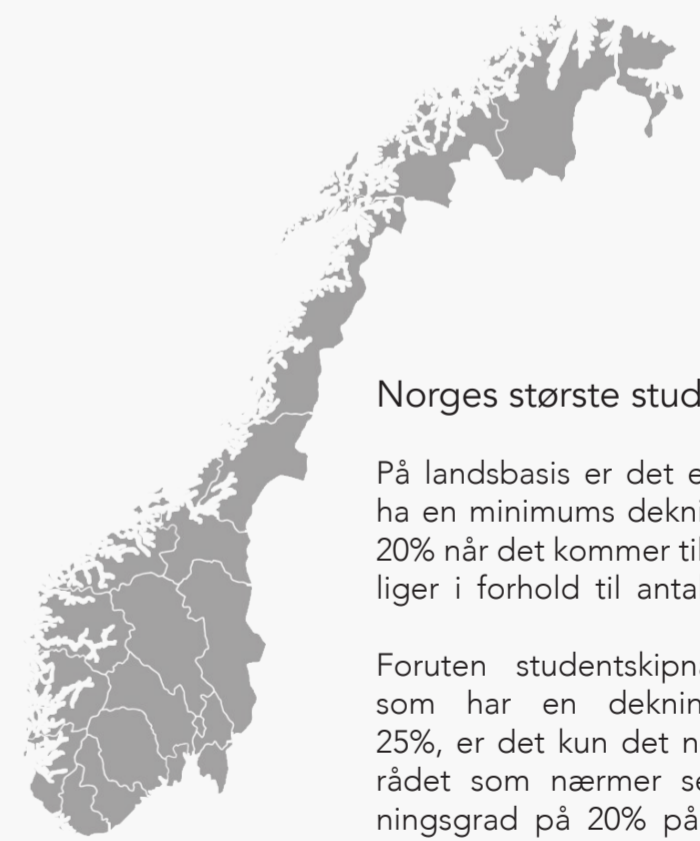 Norges største stud
På landsbasis er det e
ha en minimums dekni
20% når det kommer til
liger i forhold til anta
Foruten studentskipna
som har en deknin
25%, er det kun det n
rådet som nærmer se
ningsgrad på 20% på